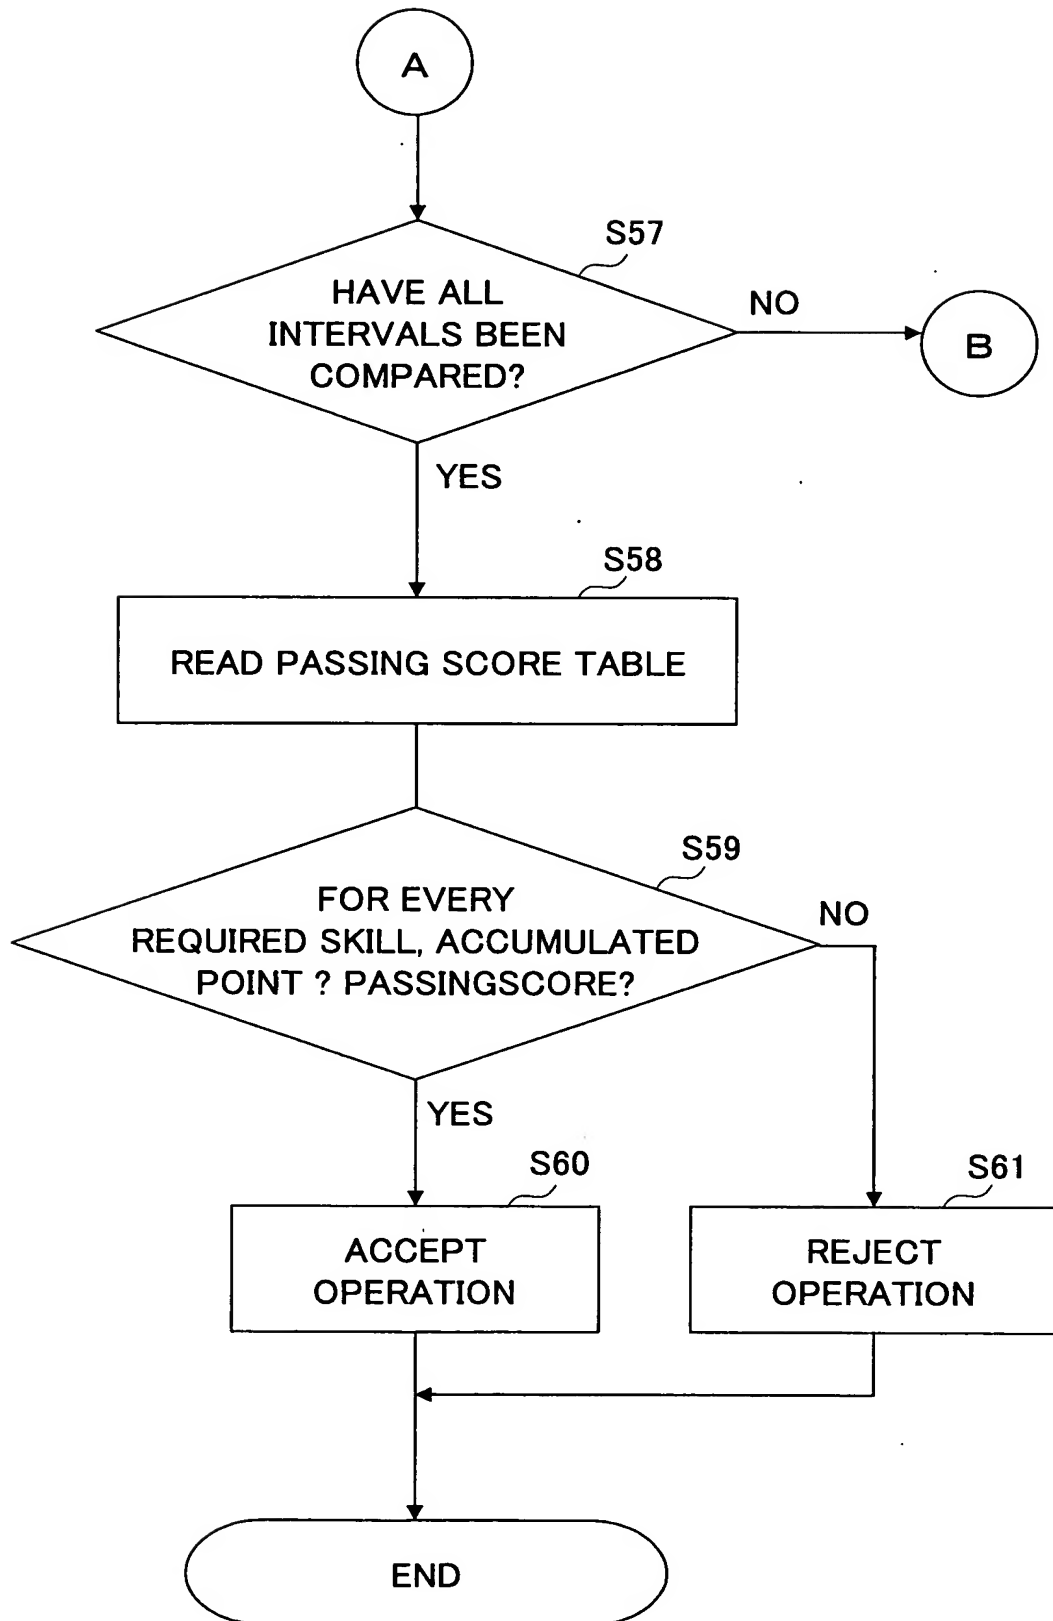 A
S57
HAVE ALL
INTERVALS BEEN
COMPARED?
NO
B
YES
S58
READ PASSING SCORE TABLE
S59
FOR EVERY
REQUIRED SKILL, ACCUMULATED
POINT ? PASSINGSCORE?
NO
YES
S60
ACCEPT
OPERATION
S61
REJECT
OPERATION
END